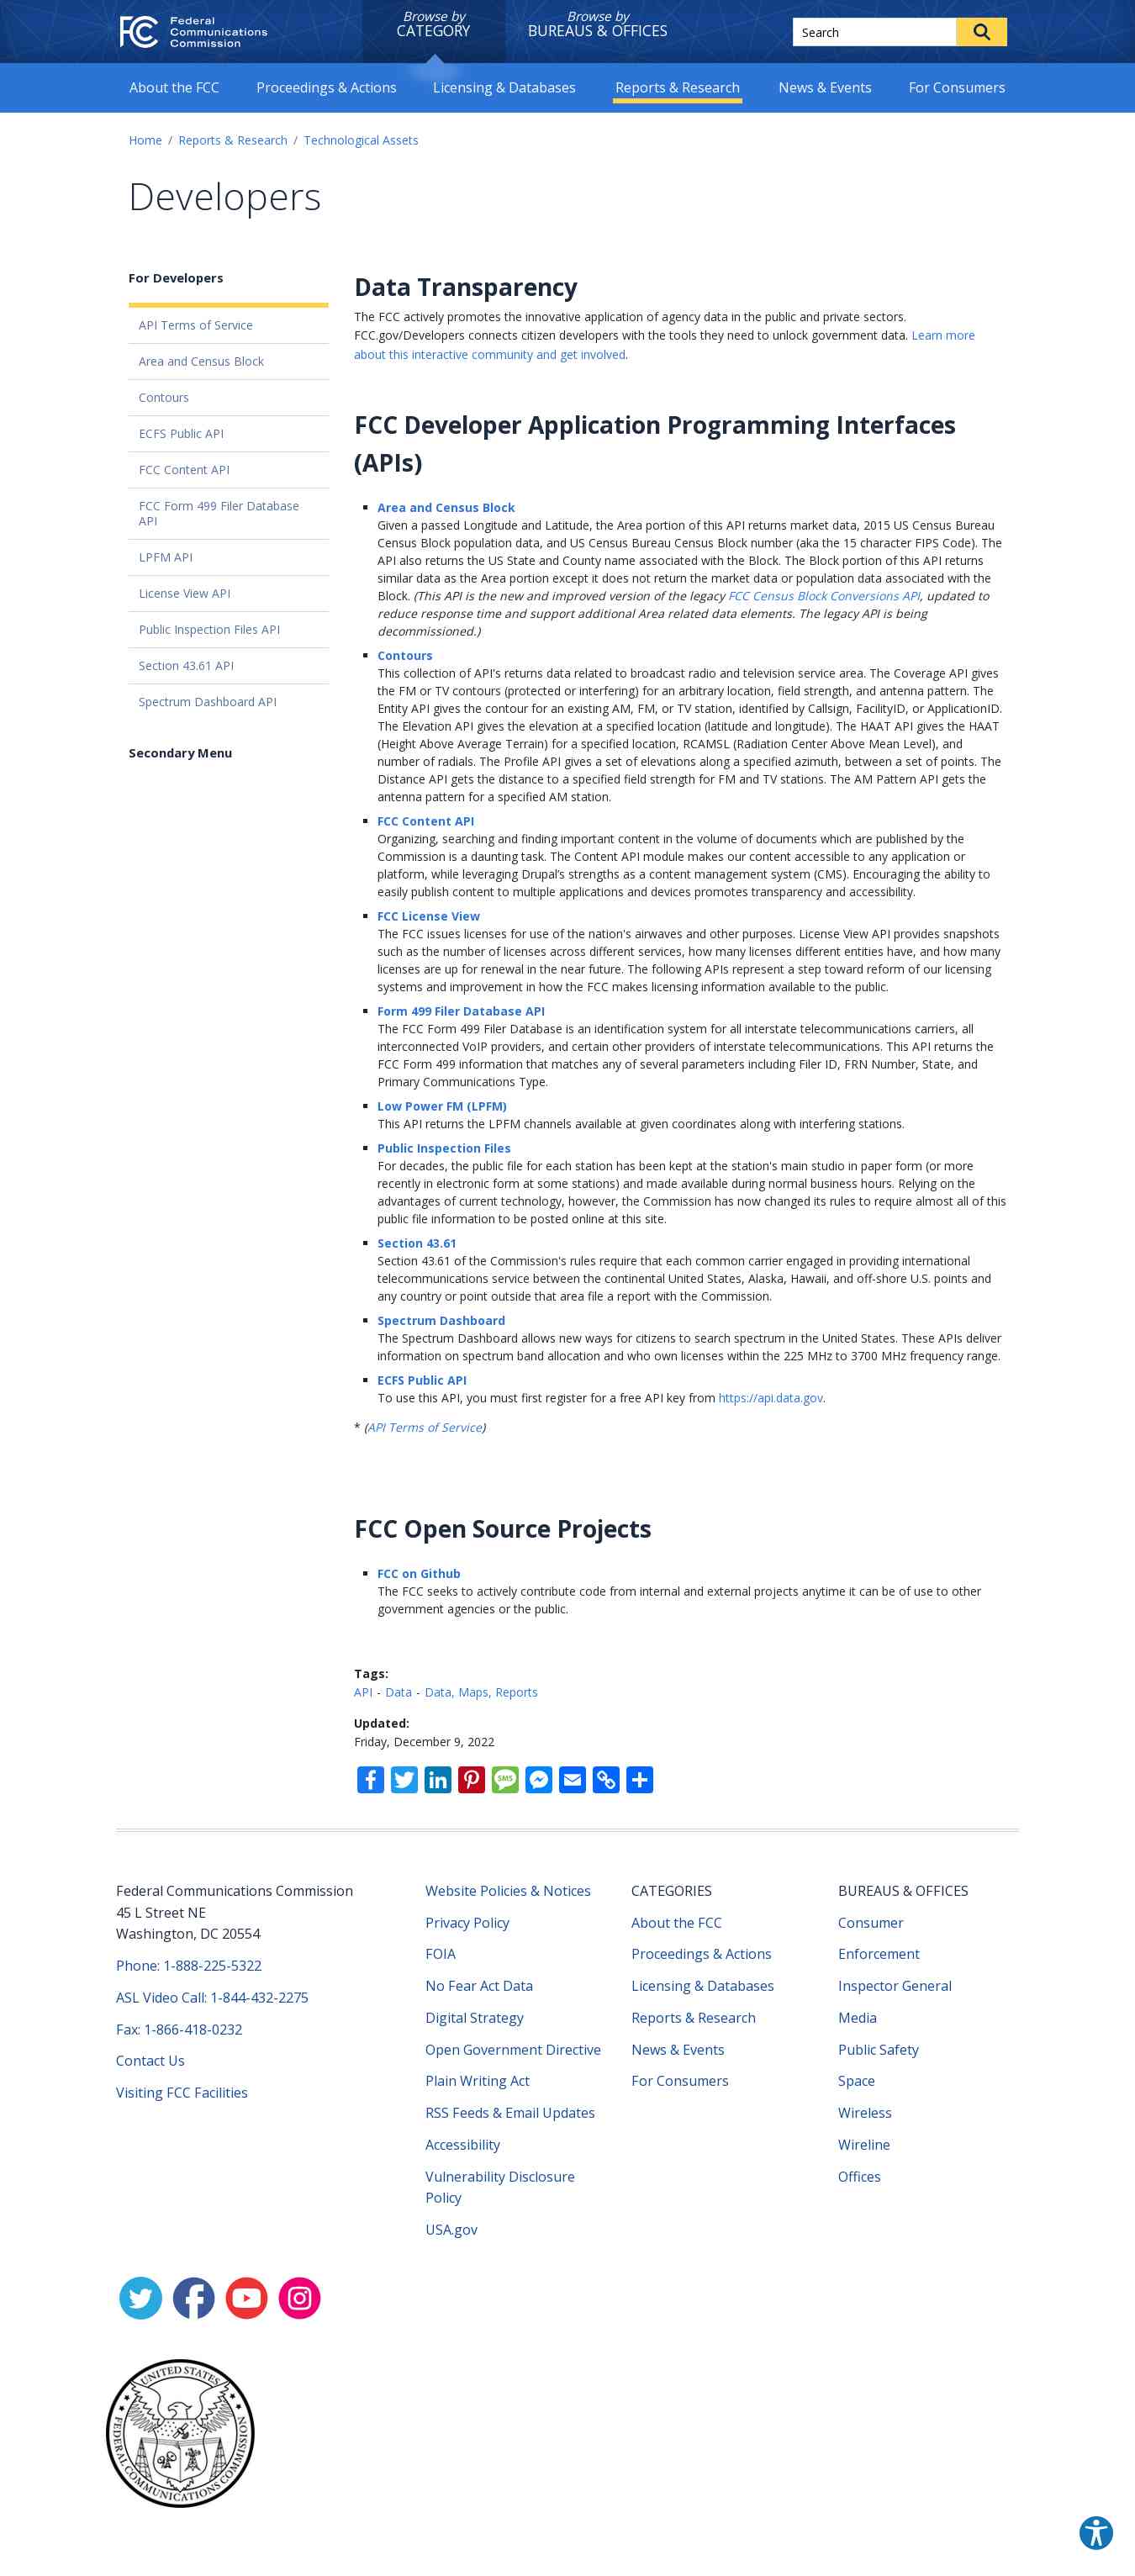 FCC Federal
Communications
Commission
Browse by
CATEGORY
Browse by
BUREAUS & OFFICES
Search
About the FCC
Proceedings & Actions
Licensing & Databases
Reports & Research
News & Events
For Consumers
Home / Reports & Research / Technological Assets
Developers
For Developers
API Terms of Service
Area and Census Block
Contours
ECFS Public API
FCC Content API
FCC Form 499 Filer Database
API
LPFM API
License View API
Public Inspection Files API
Section 43.61 API
Spectrum Dashboard API
Secondary Menu
Data Transparency
The FCC actively promotes the innovative application of agency data in the public and private sectors.
FCC.gov/Developers connects citizen developers with the tools they need to unlock government data. Learn more
about this interactive community and get involved.
FCC Developer Application Programming Interfaces
(APIs)
Area and Census Block
Given a passed Longitude and Latitude, the Area portion of this API returns market data, 2015 US Census Bureau
Census Block population data, and US Census Bureau Census Block number (aka the 15 character FIPS Code). The
API also returns the US State and County name associated with the Block. The Block portion of this API returns
similar data as the Area portion except it does not return the market data or population data associated with the
Block. (This API is the new and improved version of the legacy FCC Census Block Conversions API, updated to
reduce response time and support additional Area related data elements. The legacy API is being
decommissioned.)
Contours
This collection of API's returns data related to broadcast radio and television service area. The Coverage API gives
the FM or TV contours (protected or interfering) for an arbitrary location, field strength, and antenna pattern. The
Entity API gives the contour for an existing AM, FM, or TV station, identified by Callsign, FacilityID, or ApplicationID.
The Elevation API gives the elevation at a specified location (latitude and longitude). The HAAT API gives the HAAT
(Height Above Average Terrain) for a specified location, RCAMSL (Radiation Center Above Mean Level), and
number of radials. The Profile API gives a set of elevations along a specified azimuth, between a set of points. The
Distance API gets the distance to a specified field strength for FM and TV stations. The AM Pattern API gets the
antenna pattern for a specified AM station.
FCC Content API
Organizing, searching and finding important content in the volume of documents which are published by the
Commission is a daunting task. The Content API module makes our content accessible to any application or
platform, while leveraging Drupal’s strengths as a content management system (CMS). Encouraging the ability to
easily publish content to multiple applications and devices promotes transparency and accessibility.
FCC License View
The FCC issues licenses for use of the nation's airwaves and other purposes. License View API provides snapshots
such as the number of licenses across different services, how many licenses different entities have, and how many
licenses are up for renewal in the near future. The following APIs represent a step toward reform of our licensing
systems and improvement in how the FCC makes licensing information available to the public.
Form 499 Filer Database API
The FCC Form 499 Filer Database is an identification system for all interstate telecommunications carriers, all
interconnected VoIP providers, and certain other providers of interstate telecommunications. This API returns the
FCC Form 499 information that matches any of several parameters including Filer ID, FRN Number, State, and
Primary Communications Type.
Low Power FM (LPFM)
This API returns the LPFM channels available at given coordinates along with interfering stations.
Public Inspection Files
For decades, the public file for each station has been kept at the station's main studio in paper form (or more
recently in electronic form at some stations) and made available during normal business hours. Relying on the
advantages of current technology, however, the Commission has now changed its rules to require almost all of this
public file information to be posted online at this site.
Section 43.61
Section 43.61 of the Commission's rules require that each common carrier engaged in providing international
telecommunications service between the continental United States, Alaska, Hawaii, and off-shore U.S. points and
any country or point outside that area file a report with the Commission.
Spectrum Dashboard
The Spectrum Dashboard allows new ways for citizens to search spectrum in the United States. These APIs deliver
information on spectrum band allocation and who own licenses within the 225 MHz to 3700 MHz frequency range.
ECFS Public API
To use this API, you must first register for a free API key from https://api.data.gov.
* (API Terms of Service)
FCC Open Source Projects
FCC on Github
The FCC seeks to actively contribute code from internal and external projects anytime it can be of use to other
government agencies or the public.
Tags:
API - Data - Data, Maps, Reports
Updated:
Friday, December 9, 2022
SMS
Federal Communications Commission
45 L Street NE
Washington, DC 20554
Phone: 1-888-225-5322
ASL Video Call: 1-844-432-2275
Fax: 1-866-418-0232
Contact Us
Visiting FCC Facilities
Website Policies & Notices
Privacy Policy
FOIA
No Fear Act Data
Digital Strategy
Open Government Directive
Plain Writing Act
RSS Feeds & Email Updates
Accessibility
Vulnerability Disclosure
Policy
USA.gov
CATEGORIES
About the FCC
Proceedings & Actions
Licensing & Databases
Reports & Research
News & Events
For Consumers
BUREAUS & OFFICES
Consumer
Enforcement
Inspector General
Media
Public Safety
Space
Wireless
Wireline
Offices
UNITED STATES
FEDERAL COMMUNICATIONS COMMISSION